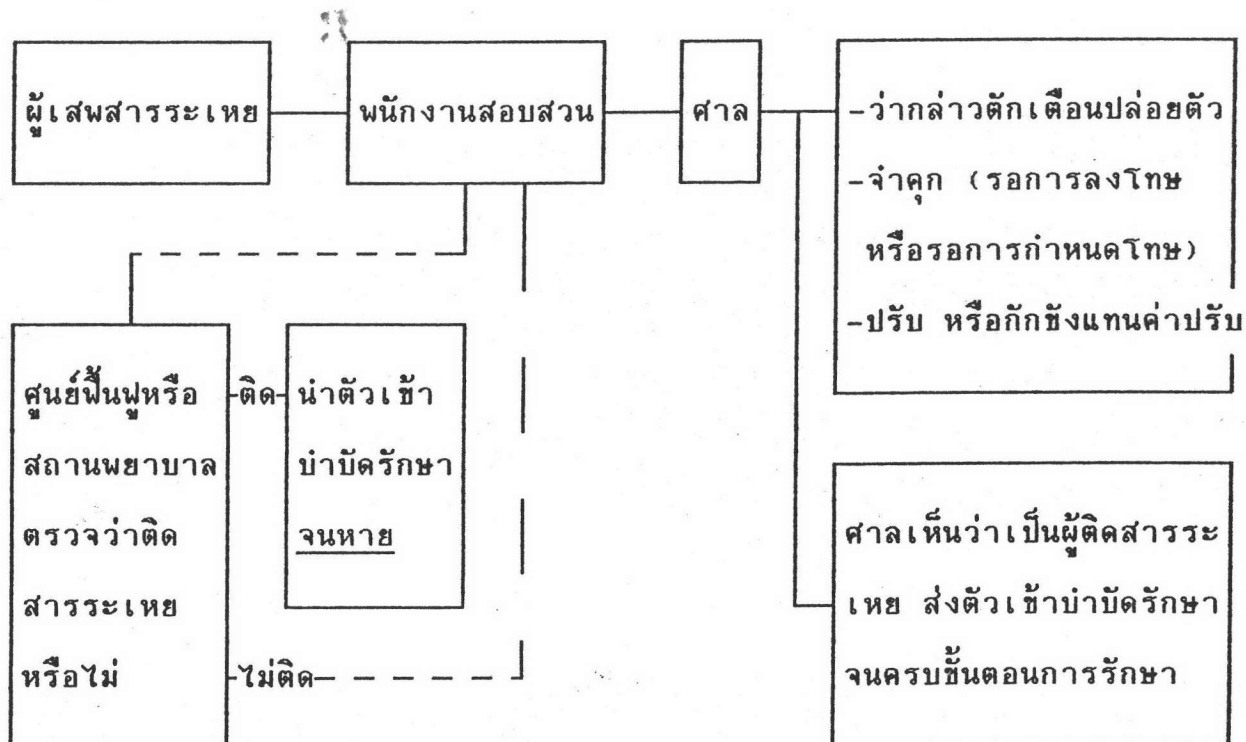 ผู้เสพสารระเหย
พนักงานสอบสวน
ศาล
-ว่ากล่าวตักเตือนปล่อยตัว
-จำคุก (รอการลงโทษ
หรือรอการกำหนดโทษ)
-ปรับ หรือกักขังแทนค่าปรับ
ศูนย์ฟื้นฟูหรือ
สถานพยาบาล
ตรวจว่าติด
สารระเหย
หรือไม่
ติด
นำตัวเข้า
บำบัดรักษา
จนหาย
ไม่ติด
ศาลเห็นว่าเป็นผู้ติดสารระ
เหย ส่งตัวเข้าบำบัดรักษา
จนครบขั้นตอนการรักษา